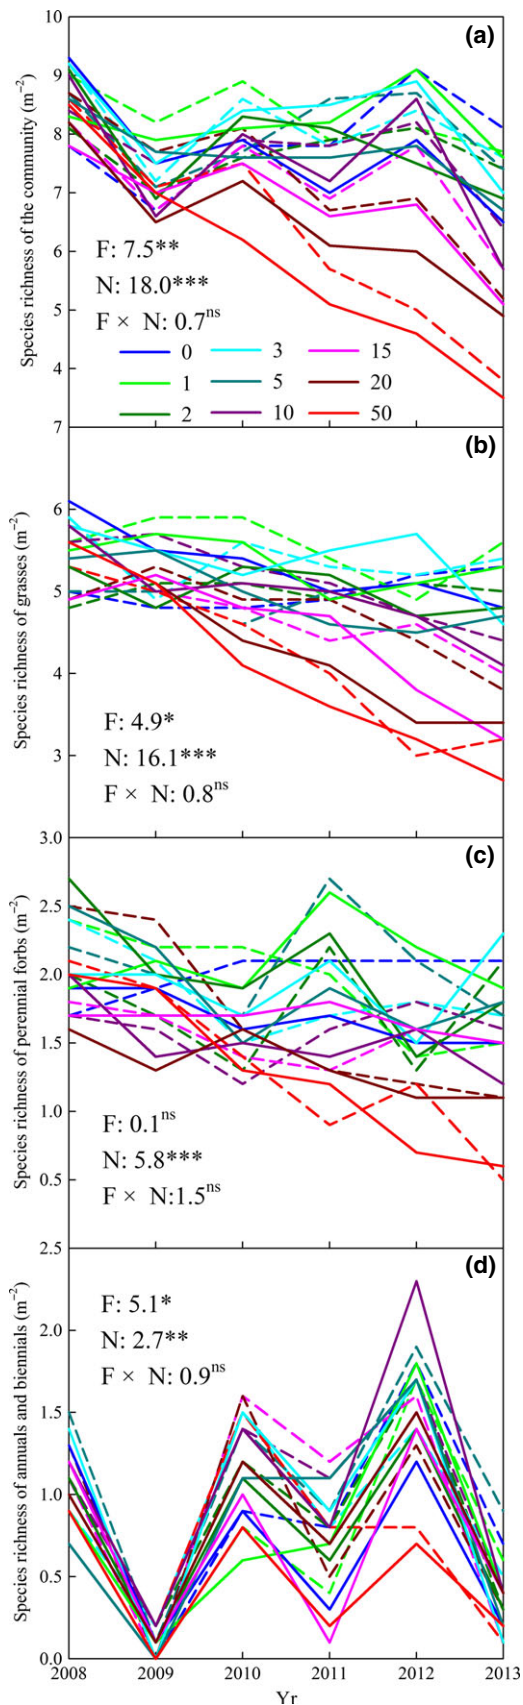 (a)
Species richness of the community (m⁻²)
10
9
8
7
6
5
4
7
F: 7.5**
N: 18.0***
F × N: 0.7ns
0 3 15
1 5 20
2 10 50
(b)
Species richness of grasses (m⁻²)
6
5
4
3
3.0
F: 4.9*
N: 16.1***
F × N: 0.8ns
(c)
Species richness of perennial forbs (m⁻²)
2.5
2.0
1.5
1.0
0.5
2.5
F: 0.1ns
N: 5.8***
F × N:1.5ns
(d)
Species richness of annuals and biennials (m⁻²)
2.0
1.5
1.0
0.5
0.0
F: 5.1*
N: 2.7**
F × N: 0.9ns
2008 2009 2010 2011 2012 2013
Yr